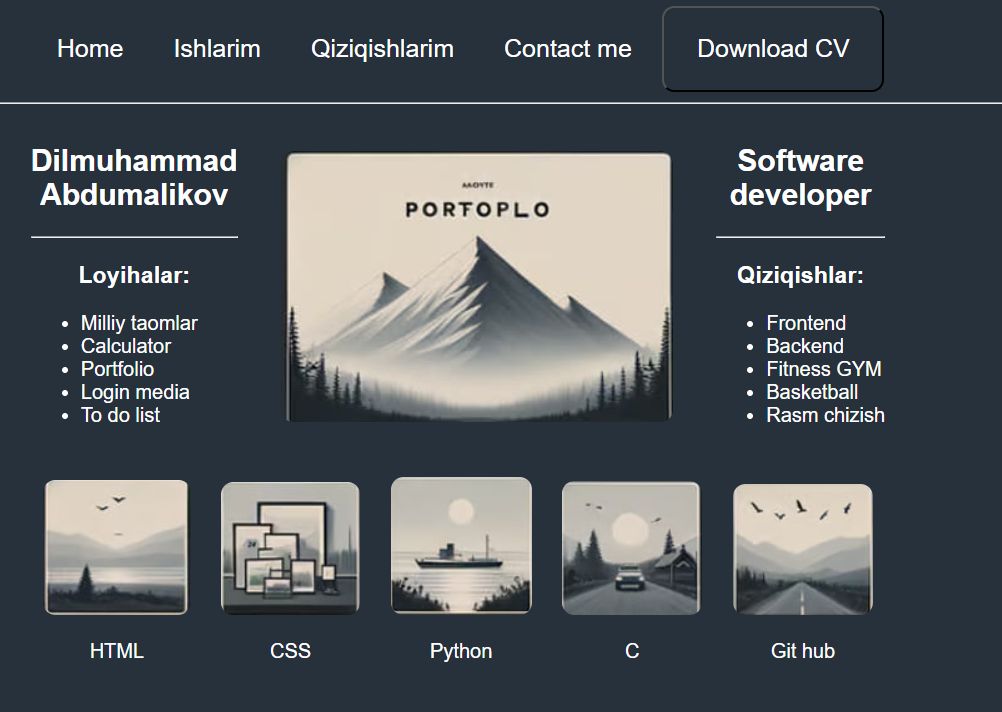 Home Ishlarim Qiziqishlarim Contact me Download CV
Dilmuhammad
Abdumalikov
Loyihalar:
Milliy taomlar
Calculator
Portfolio
Login media
To do list
PORTOPLO
Software
developer
Qiziqishlar:
Frontend
Backend
Fitness GYM
Basketball
Rasm chizish
HTML CSS Python C Git hub